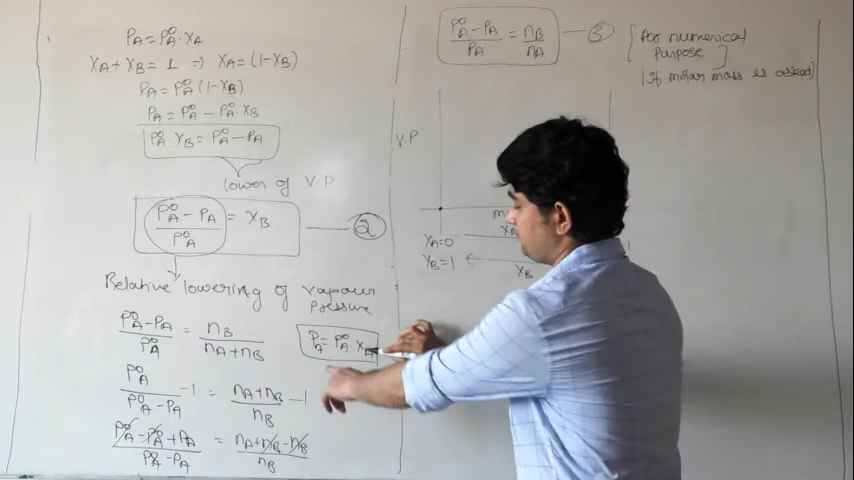 PA = P°A · XA
XA + XB = 1 ⇒ XA = (1-XB)
PA = P°A (1-XB)
PA = P°A - P°A · XB
P°A · XB = P°A - PA
lower of V.P
P°A - PA / P°A = XB — ②
Relative lowering of vapour
pressure
P°A - PA / P°A = nB / nA + nB
PA = P°A · XA
P°A / P°A - PA - 1 = nA + nB / nB - 1
P°A - P°A + PA / P°A - PA = nA + nB - nB / nB
P°A - PA / PA = nB / nA — ③
[for numerical
purpose]
[If molar mass is asked]
V.P
XA=0
XB=1
XB